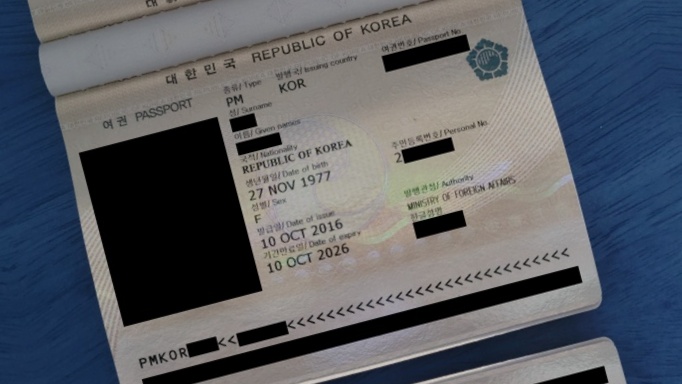 대한민국 REPUBLIC OF KOREA
여권 PASSPORT
종류/ Type 발행국/ Issuing country 여권번호/ Passport No.
PM KOR
성/ Surname
이름/ Given names
국적/ Nationality 주민등록번호/ Personal No.
REPUBLIC OF KOREA 2
생년월일/ Date of birth
27 NOV 1977
성별/ Sex 발행관청/ Authority
F MINISTRY OF FOREIGN AFFAIRS
발급일/ Date of issue 한글성명
10 OCT 2016
기간만료일/ Date of expiry
10 OCT 2026
PMKOR <<